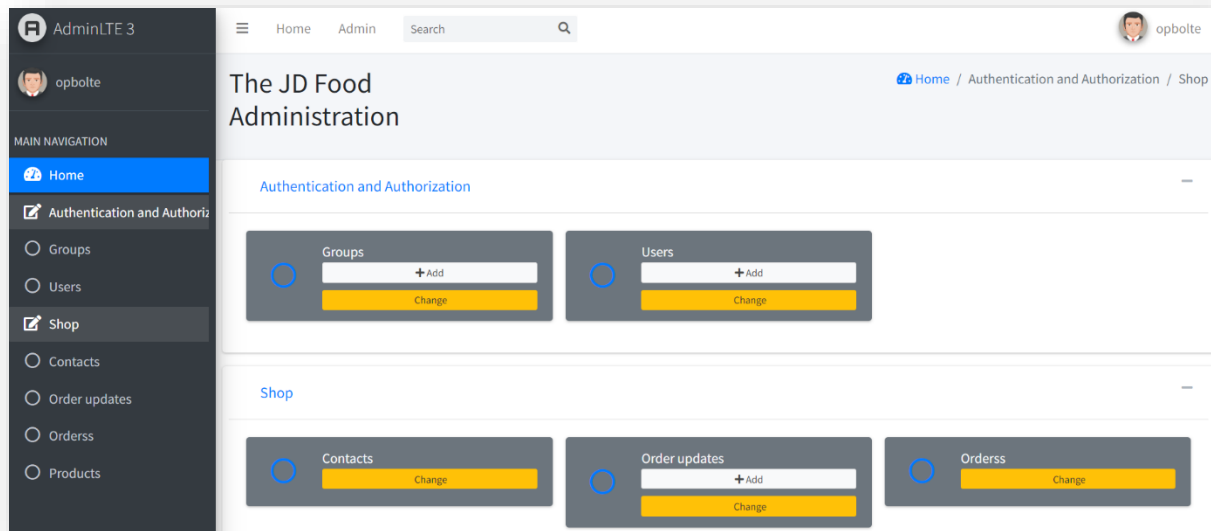 AdminLTE 3
opbolte
MAIN NAVIGATION
Home
Authentication and Authoriz
Groups
Users
Shop
Contacts
Order updates
Orderss
Products
Home Admin Search opbolte
The JD Food
Administration
Home / Authentication and Authorization / Shop
Authentication and Authorization
Groups
+ Add
Change
Users
+ Add
Change
Shop
Contacts
Change
Order updates
+ Add
Change
Orderss
Change